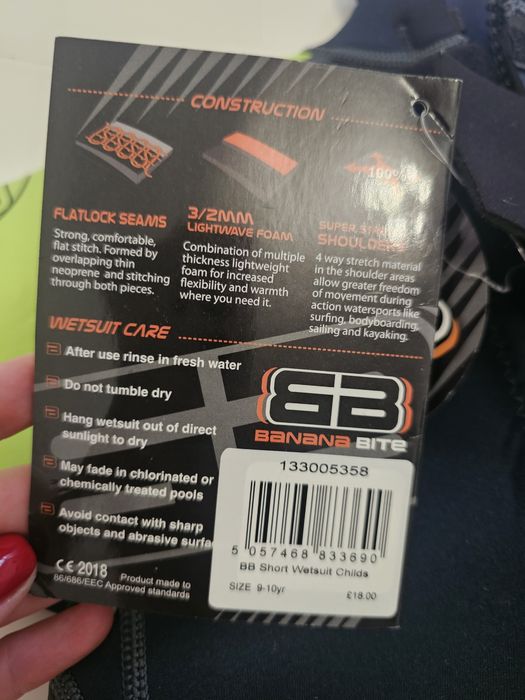 CONSTRUCTION
100%
FLATLOCK SEAMS
Strong, comfortable,
flat stitch. Formed by
overlapping thin
neoprene and stitching
through both pieces.
3/2MM
LIGHTWAVE FOAM
Combination of multiple
thickness lightweight
foam for increased
flexibility and warmth
where you need it.
SUPER
SHOULDERS
4 way stretch material
in the shoulder areas
allow greater freedom
of movement during
action watersports like
surfing, bodyboarding,
sailing and kayaking.
WETSUIT CARE
After use rinse in fresh water
Do not tumble dry
Hang wetsuit out of direct
sunlight to dry
May fade in chlorinated or
chemically treated pools
Avoid contact with sharp
objects and abrasive surfa
CE 2018
86/686/EEC
Product made to
Approved standards
BB
BANANA BITE
133005358
5 057468 833690
BB Short Wetsuit Childs
SIZE 9-10yr
£18.00